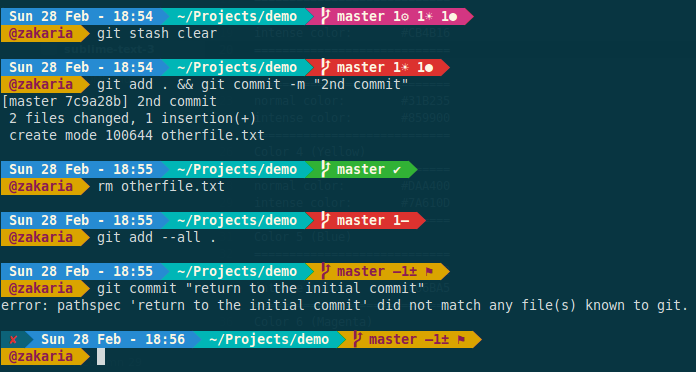 Sun 28 Feb - 18:54 ~/Projects/demo master 1⚙ 1☀ 1●
@zakaria git stash clear
Sun 28 Feb - 18:54 ~/Projects/demo master 1☀ 1●
@zakaria git add . && git commit -m "2nd commit"
[master 7c9a28b] 2nd commit
2 files changed, 1 insertion(+)
create mode 100644 otherfile.txt
Sun 28 Feb - 18:55 ~/Projects/demo master ✔
@zakaria rm otherfile.txt
Sun 28 Feb - 18:55 ~/Projects/demo master 1–
@zakaria git add --all .
Sun 28 Feb - 18:55 ~/Projects/demo master –1± ⚑
@zakaria git commit "return to the initial commit"
error: pathspec 'return to the initial commit' did not match any file(s) known to git.
✘ Sun 28 Feb - 18:56 ~/Projects/demo master –1± ⚑
@zakaria